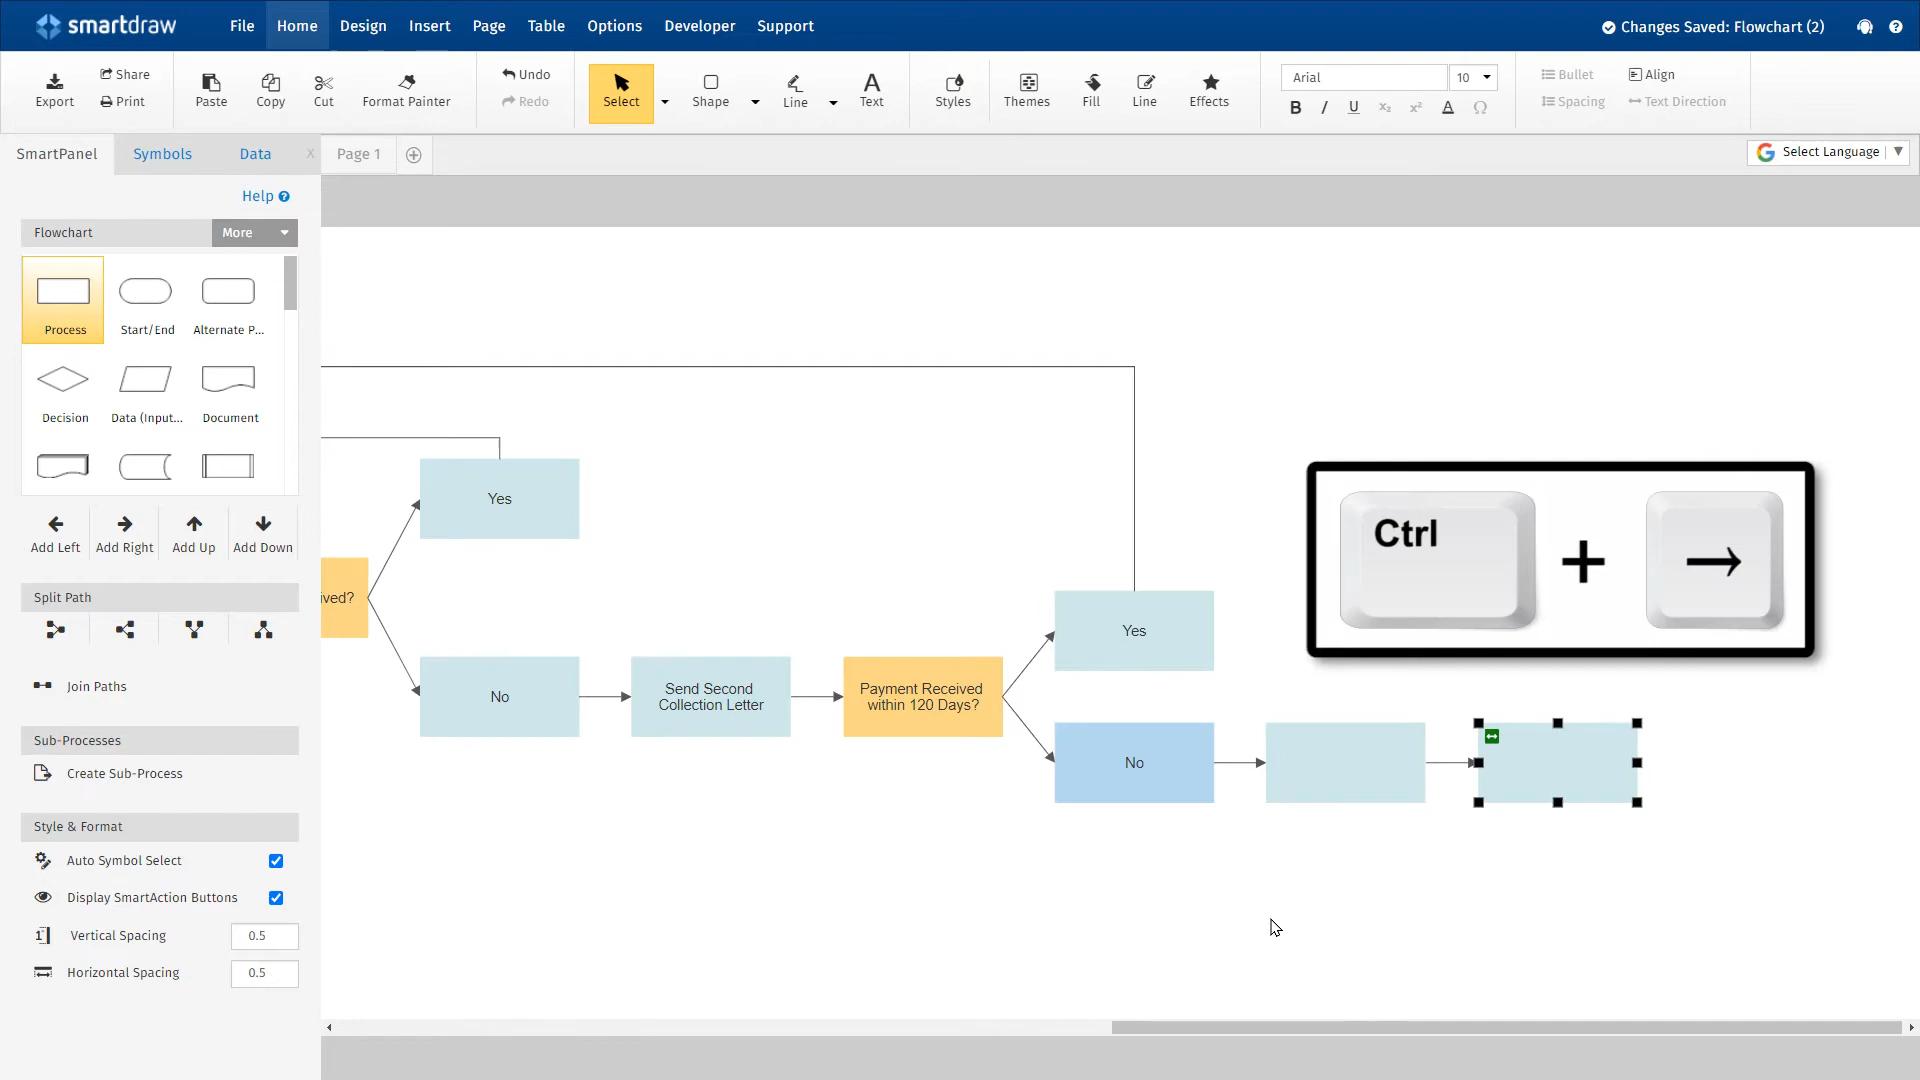 smartdraw
File Home Design Insert Page Table Options Developer Support
Changes Saved: Flowchart (2)
Export
Share
Print
Paste
Copy
Cut
Format Painter
Undo
Redo
Select
Shape
Line
Text
Styles
Themes
Fill
Line
Effects
Arial
10
B I U X₂ X² A Ω
Bullet
Align
Spacing
Text Direction
SmartPanel
Symbols
Data
X
Page 1
Select Language
Help
Flowchart
More
Process
Start/End
Alternate P...
Decision
Data (Input...
Document
Add Left
Add Right
Add Up
Add Down
Split Path
Join Paths
Sub-Processes
Create Sub-Process
Style & Format
Auto Symbol Select
Display SmartAction Buttons
Vertical Spacing
0.5
Horizontal Spacing
0.5
ived?
Yes
No
Send Second
Collection Letter
Payment Received
within 120 Days?
Yes
No
Ctrl + →